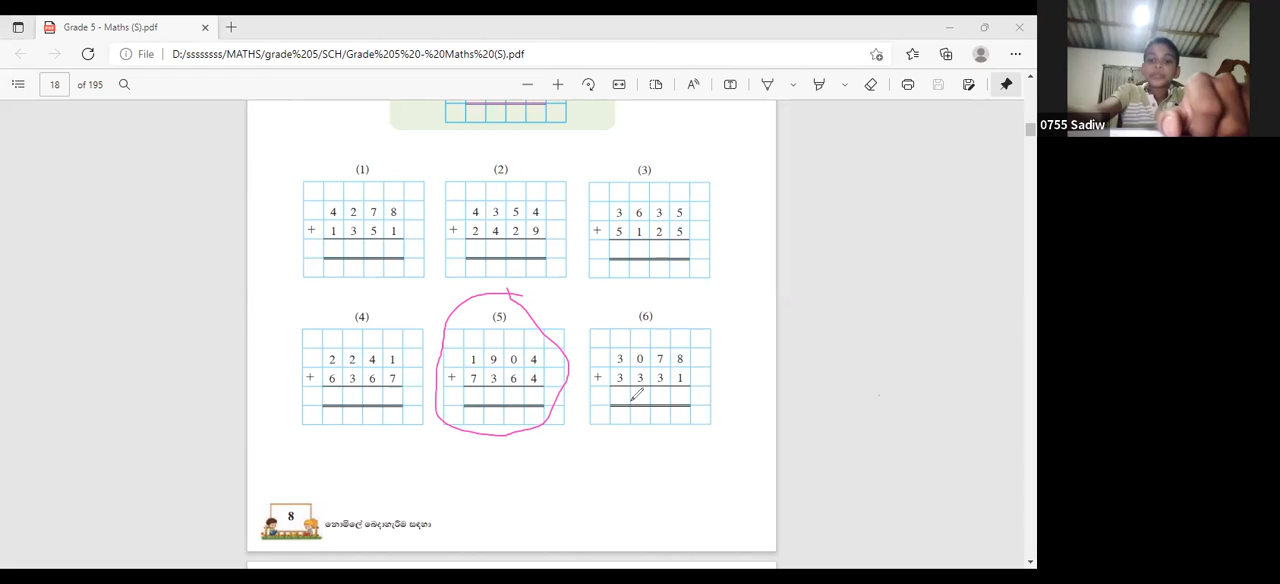 Grade 5 - Maths (S).pdf
File D:/ssssssss/MATHS/grade%205/SCH/Grade%205%20-%20Maths%20(S).pdf
18 of 195
0755 Sadiw
(1) (2) (3)
4 2 7 8 4 3 5 4 3 6 3 5
+ 1 3 5 1 + 2 4 2 9 + 5 1 2 5
(4) (5) (6)
2 2 4 1 1 9 0 4 3 0 7 8
+ 6 3 6 7 + 7 3 6 4 + 3 3 3 1
8 නොමිලේ බෙදාහැරීම සඳහා